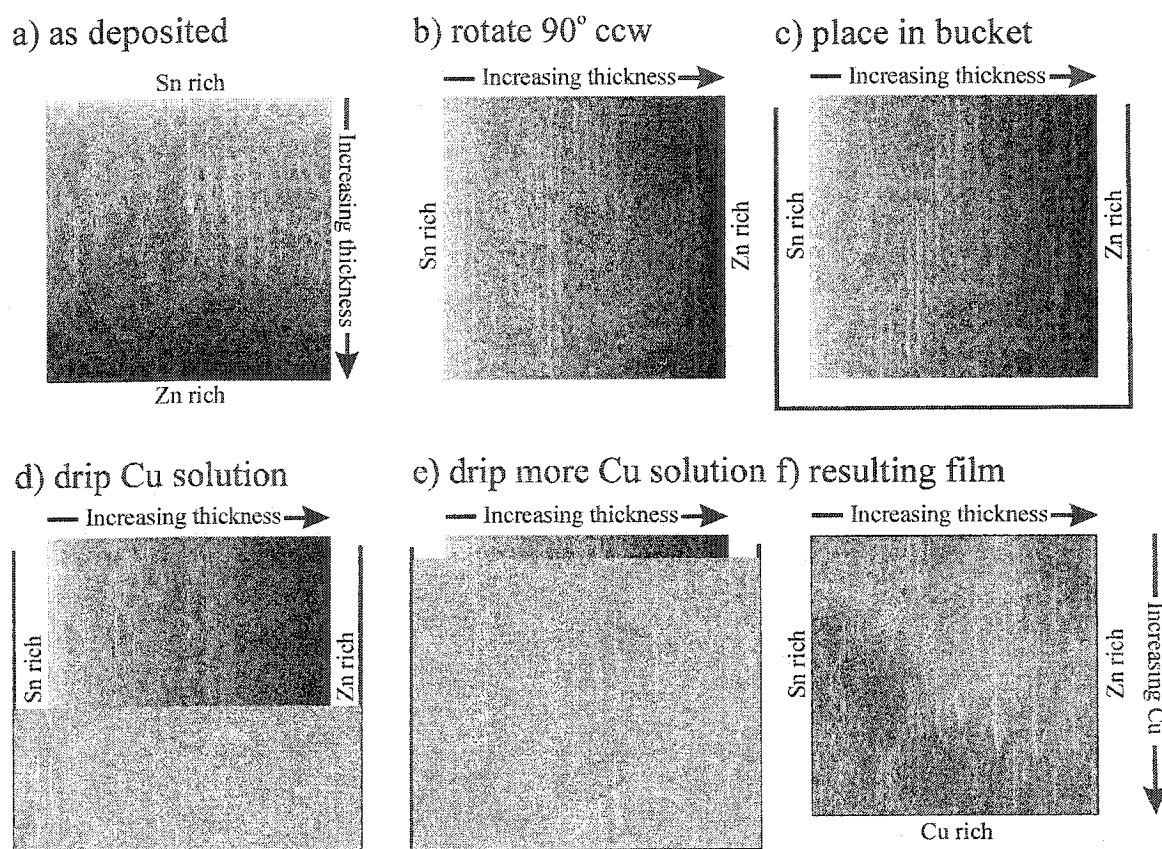 a) as deposited
b) rotate 90° ccw
c) place in bucket
Sn rich
Increasing thickness
Zn rich
Increasing thickness
Sn rich
Zn rich
Increasing thickness
Sn rich
Zn rich
d) drip Cu solution
e) drip more Cu solution
f) resulting film
Increasing thickness
Sn rich
Zn rich
Increasing thickness
Increasing thickness
Sn rich
Zn rich
Increasing Cu
Cu rich